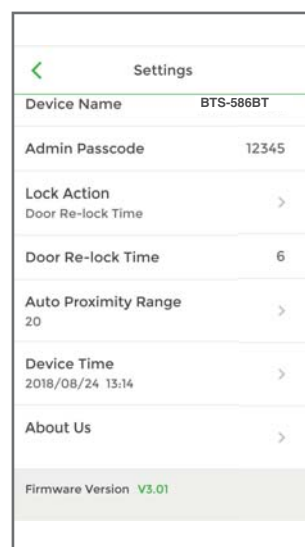 Settings
Device Name BTS-586BT
Admin Passcode 12345
Lock Action
Door Re-lock Time
Door Re-lock Time 6
Auto Proximity Range
20
Device Time
2018/08/24 13:14
About Us
Firmware Version V3.01